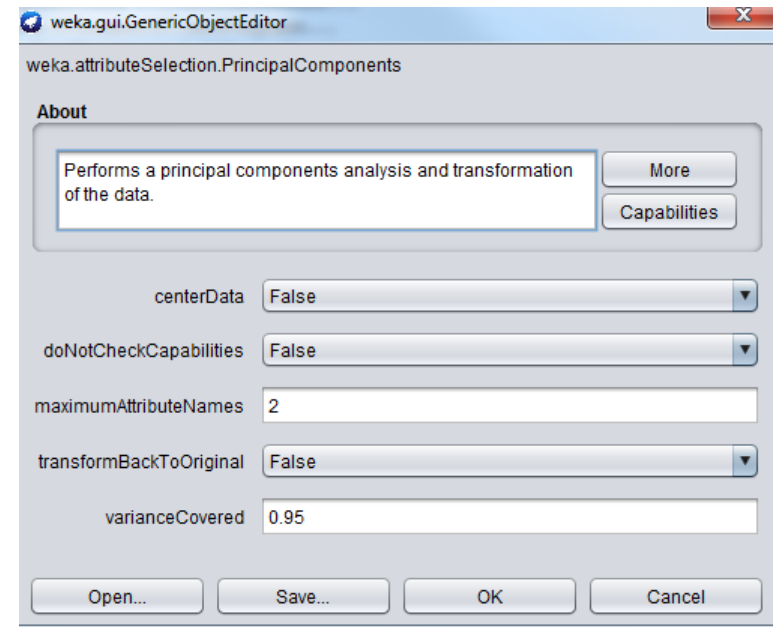 weka.gui.GenericObjectEditor
weka.attributeSelection.PrincipalComponents
About
Performs a principal components analysis and transformation
of the data.
More
Capabilities
centerData False
doNotCheckCapabilities False
maximumAttributeNames 2
transformBackToOriginal False
varianceCovered 0.95
Open... Save... OK Cancel